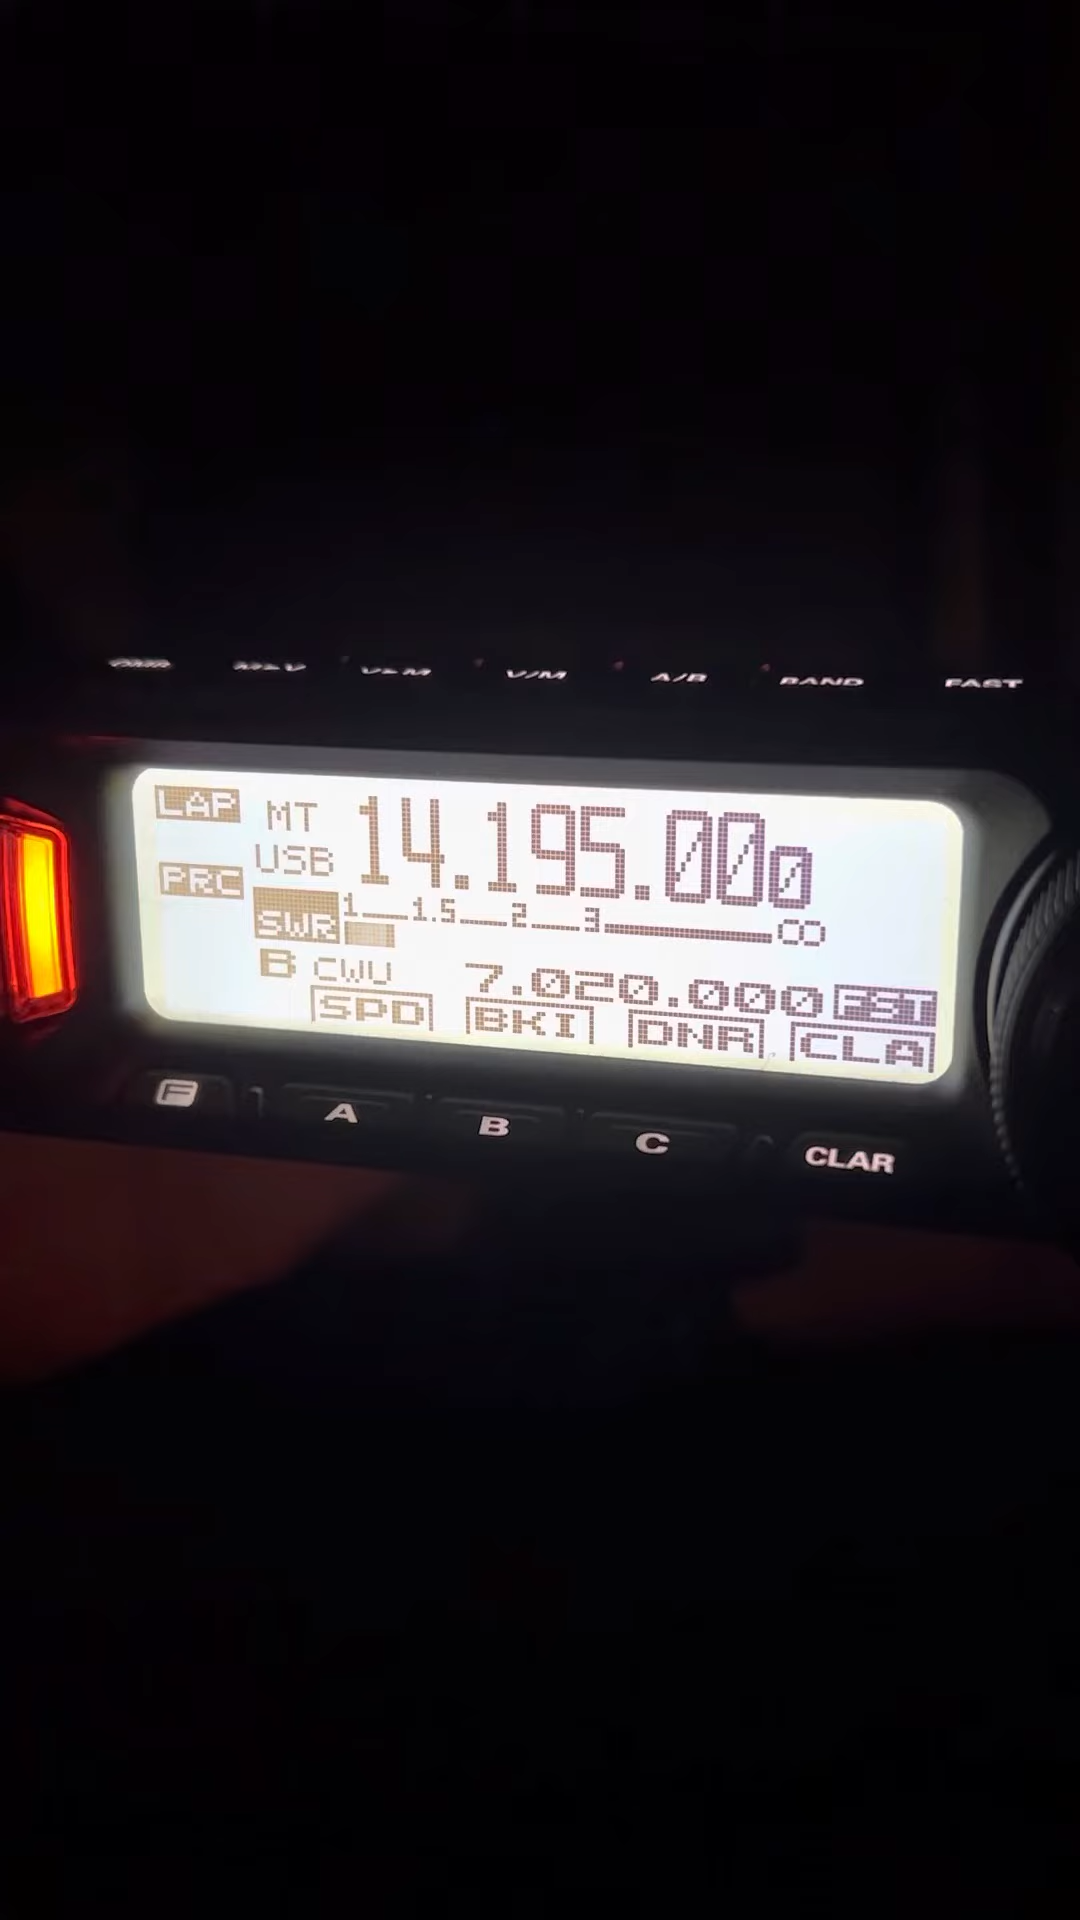 M>V V>M V/M A/B BAND FAST
LAP MT 14.195.000
PRC USB
SWR 1 1.5 2 3 ∞
B CWU 7.020.000 FST
SPD BKI DNR CLA
F A B C CLAR